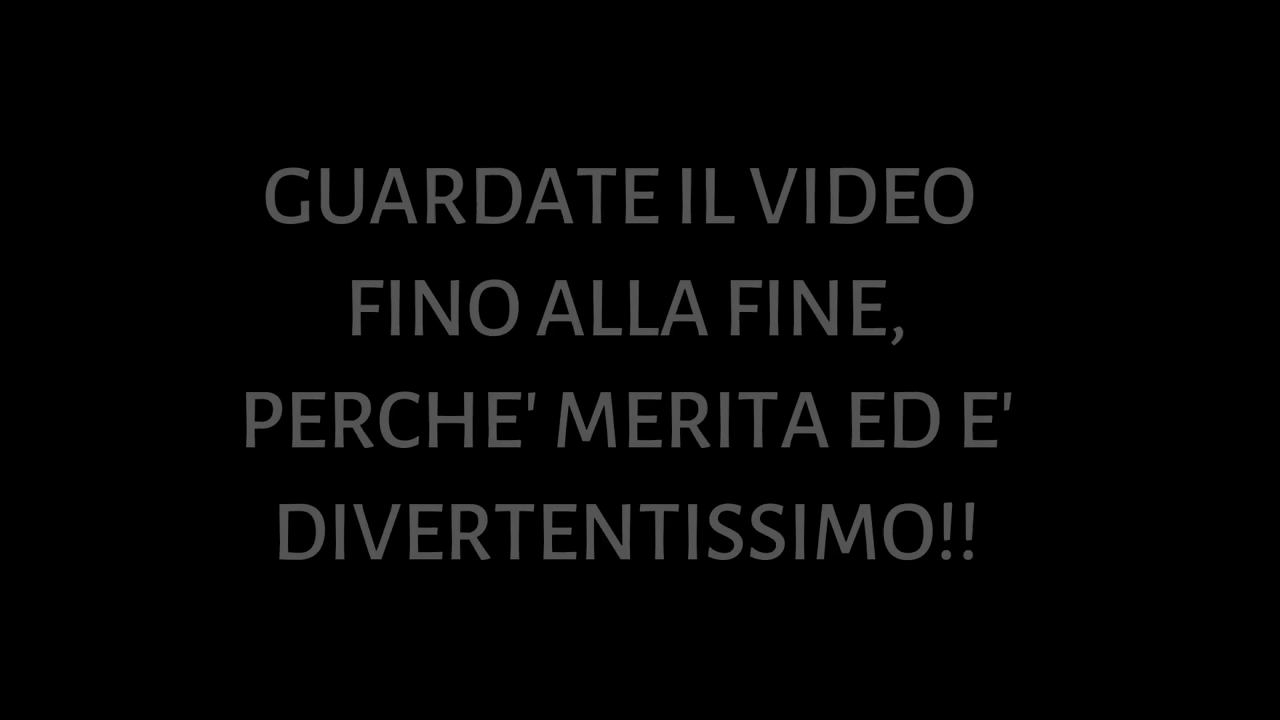 GUARDATE IL VIDEO
FINO ALLA FINE,
PERCHE' MERITA ED E'
DIVERTENTISSIMO!!